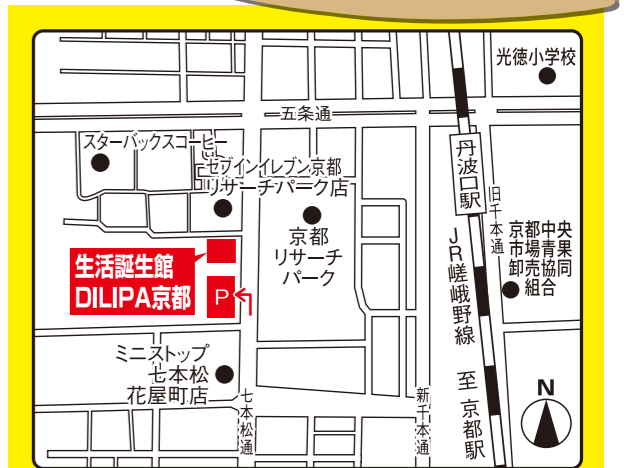 光徳小学校
五条通
スターバックスコーヒー
セブンイレブン京都
リサーチパーク店
丹波口駅
旧千本通
京都リサーチパーク
京都中央
市場青果
卸売協同
組合
生活誕生館
DILIPA京都
P
JR嵯峨野線 至 京都駅
ミニストップ
七本松
花屋町店
七本松通
新千本通
N